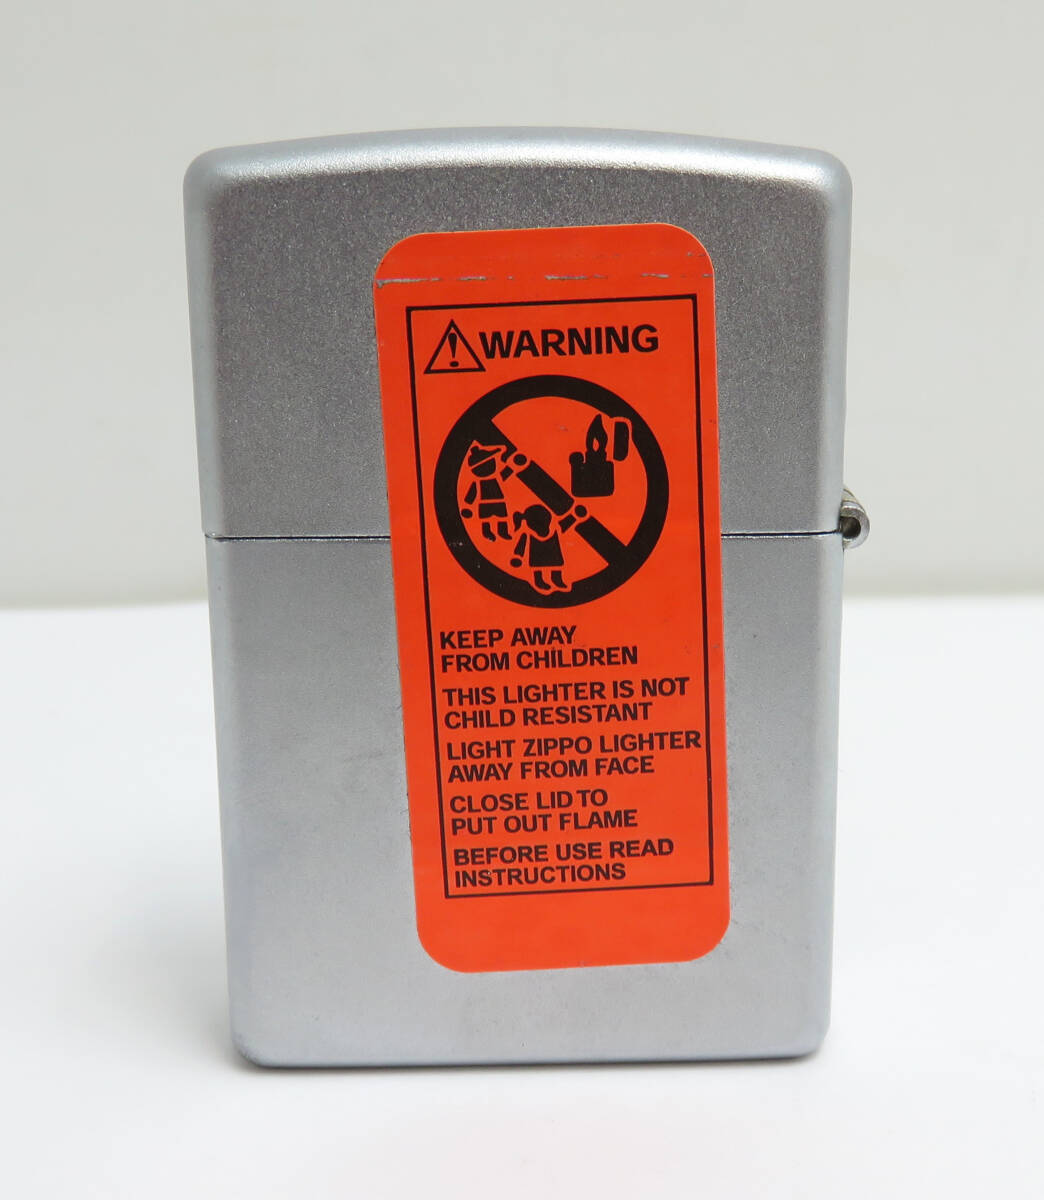 WARNING
KEEP AWAY
FROM CHILDREN
THIS LIGHTER IS NOT
CHILD RESISTANT
LIGHT ZIPPO LIGHTER
AWAY FROM FACE
CLOSE LID TO
PUT OUT FLAME
BEFORE USE READ
INSTRUCTIONS